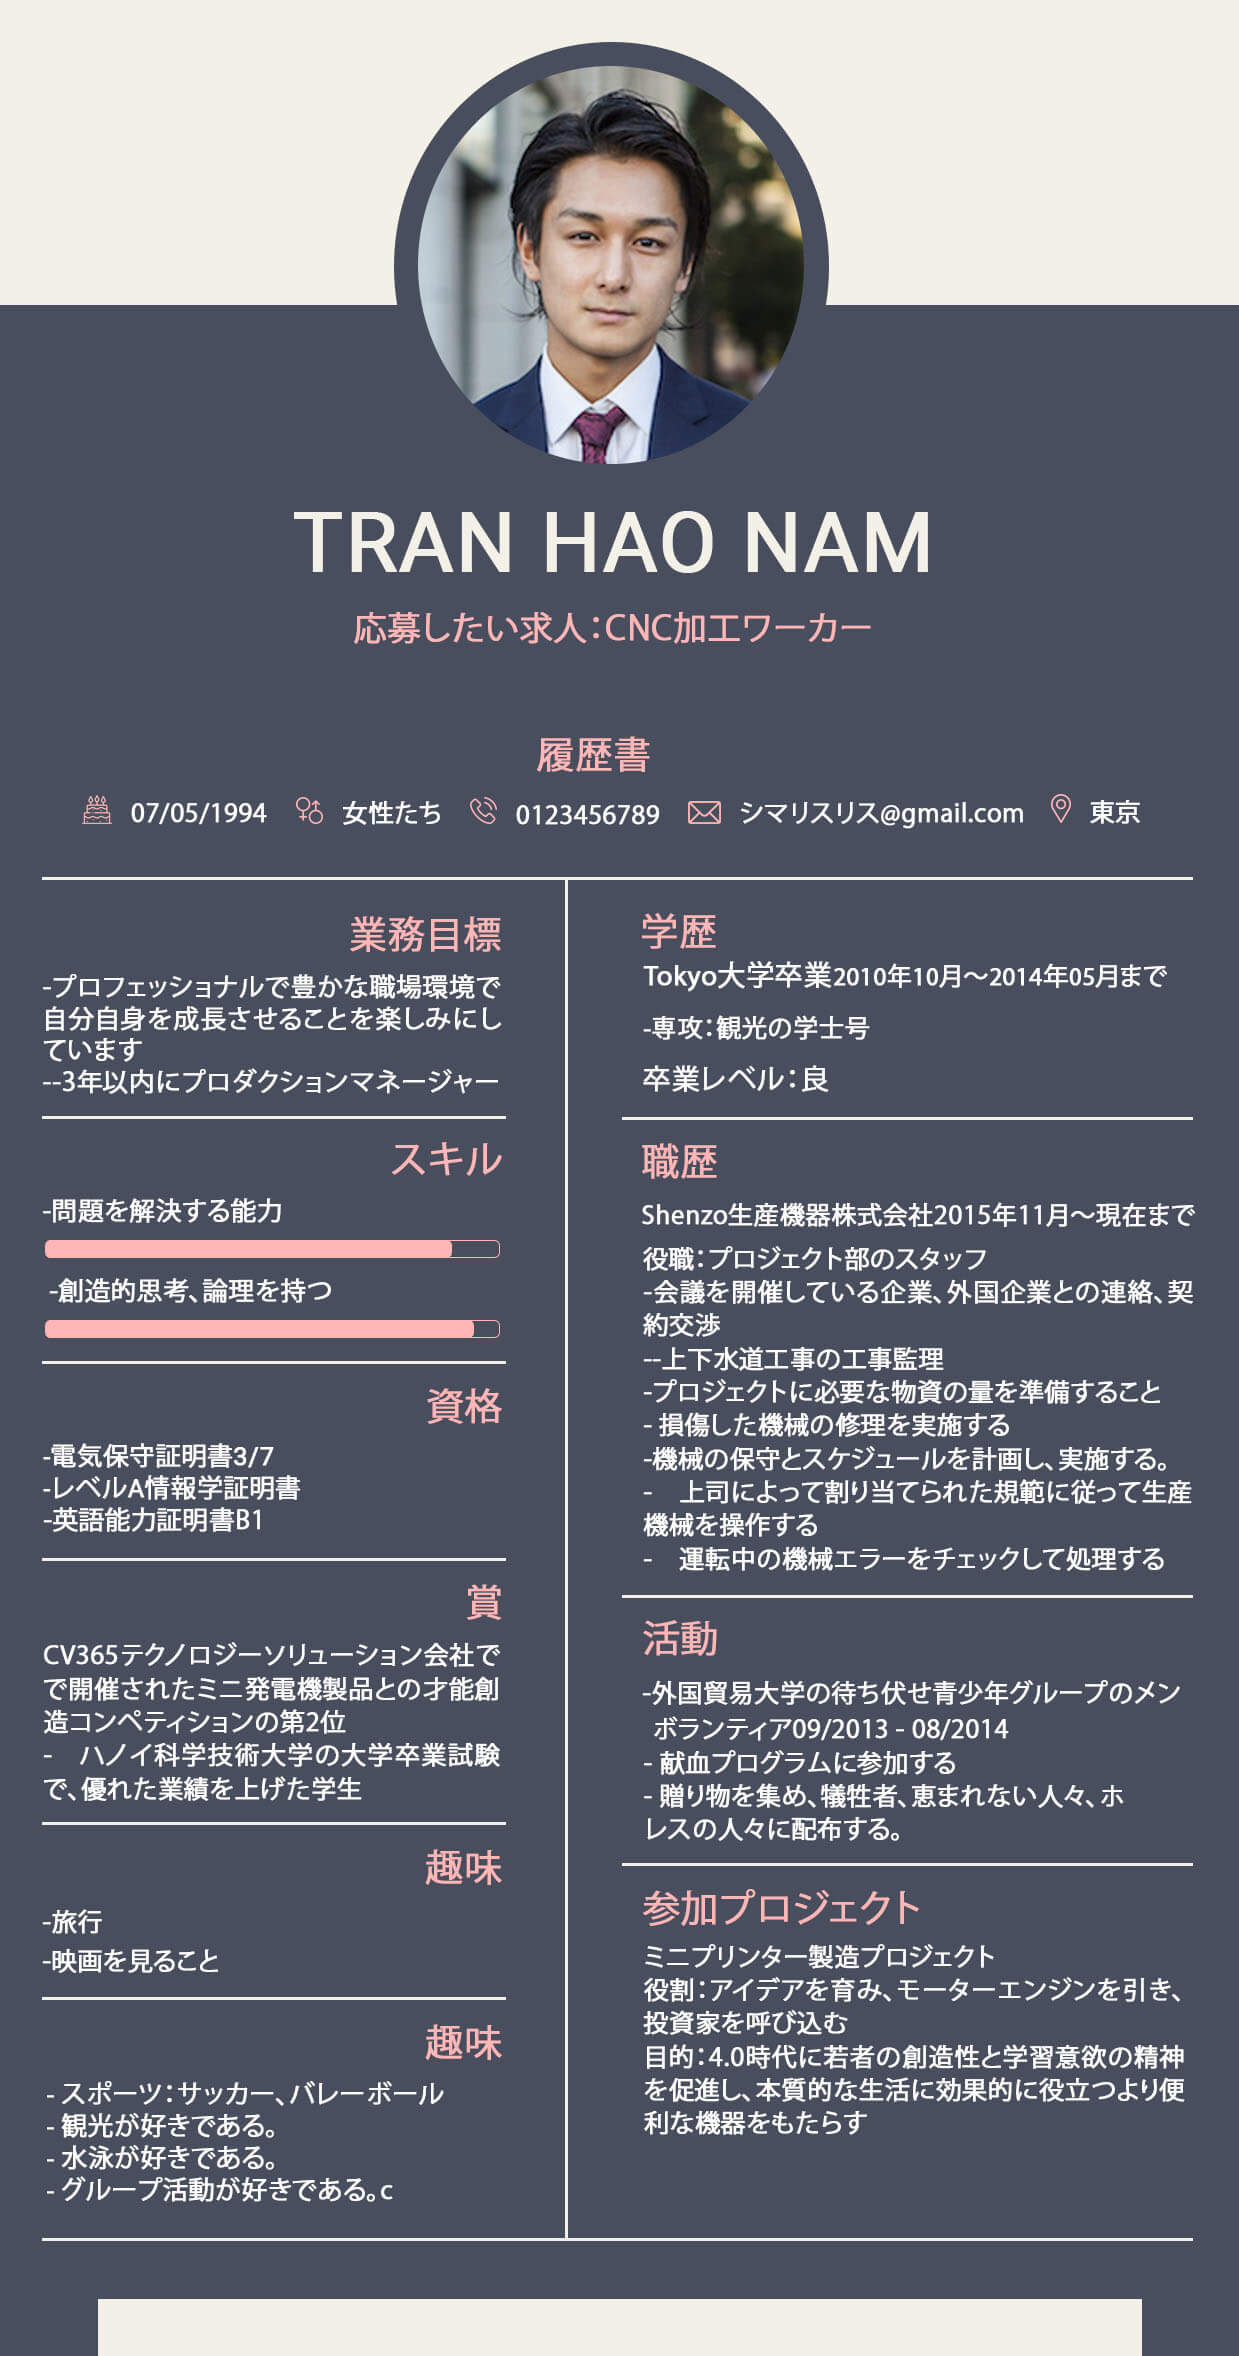 TRAN HAO NAM
応募したい求人：CNC加工ワーカー
履歴書
07/05/1994 女性たち 0123456789 シマリスリス@gmail.com 東京
業務目標
-プロフェッショナルで豊かな職場環境で
自分自身を成長させることを楽しみにし
ています
--3年以内にプロダクションマネージャー
スキル
-問題を解決する能力
-創造的思考、論理を持つ
資格
-電気保守証明書3/7
-レベルA情報学証明書
-英語能力証明書B1
賞
CV365テクノロジーソリューション会社で
で開催されたミニ発電機製品との才能創
造コンペティションの第2位
- ハノイ科学技術大学の大学卒業試験
で、優れた業績を上げた学生
趣味
-旅行
-映画を見ること
趣味
- スポーツ：サッカー、バレーボール
- 観光が好きである。
- 水泳が好きである。
- グループ活動が好きである。c
学歴
Tokyo大学卒業2010年10月～2014年05月まで
-専攻：観光の学士号
卒業レベル：良
職歴
Shenzo生産機器株式会社2015年11月～現在まで
役職：プロジェクト部のスタッフ
-会議を開催している企業、外国企業との連絡、契
約交渉
--上下水道工事の工事監理
-プロジェクトに必要な物資の量を準備すること
- 損傷した機械の修理を実施する
-機械の保守とスケジュールを計画し、実施する。
- 上司によって割り当てられた規範に従って生産
機械を操作する
- 運転中の機械エラーをチェックして処理する
活動
-外国貿易大学の待ち伏せ青少年グループのメン
ボランティア09/2013 - 08/2014
- 献血プログラムに参加する
- 贈り物を集め、犠牲者、恵まれない人々、ホ
レスの人々に配布する。
参加プロジェクト
ミニプリンター製造プロジェクト
役割：アイデアを育み、モーターエンジンを引き、
投資家を呼び込む
目的：4.0時代に若者の創造性と学習意欲の精神
を促進し、本質的な生活に効果的に役立つより便
利な機器をもたらす